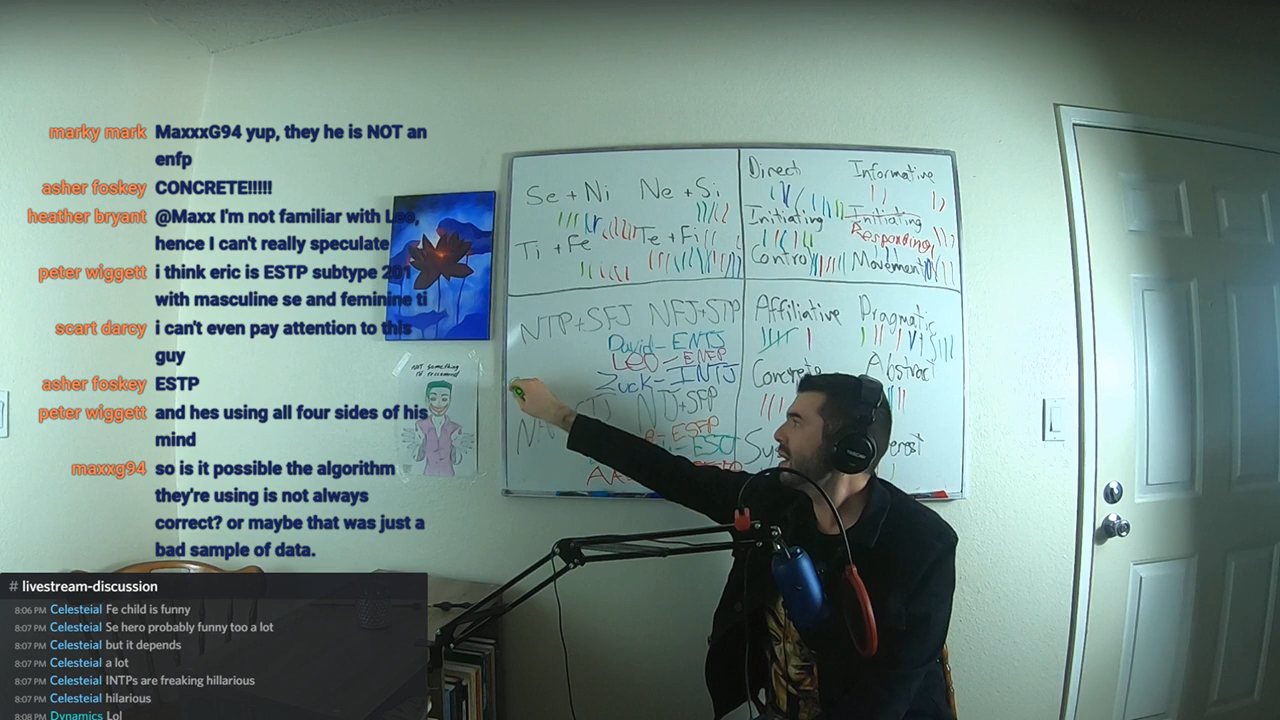 marky mark MaxxxG94 yup, they he is NOT an
enfp
asher foskey CONCRETE!!!!!
heather bryant @Maxx I'm not familiar with Leo,
hence I can't really speculate
peter wiggett i think eric is ESTP subtype 201
with masculine se and feminine ti
scart darcy i can't even pay attention to this
guy
asher foskey ESTP
peter wiggett and hes using all four sides of his
mind
maxxg94 so is it possible the algorithm
they're using is not always
correct? or maybe that was just a
bad sample of data.
# livestream-discussion
8:06 PM Celesteial Fe child is funny
8:07 PM Celesteial Se hero probably funny too a lot
8:07 PM Celesteial but it depends
8:07 PM Celesteial a lot
8:07 PM Celesteial INTPs are freaking hillarious
8:07 PM Celesteial hilarious
8:08 PM Dynamics Lol
NOT something
I'd recommend
Se + Ni Ne + Si
Ti + Fe Te + Fi
Direct Informative
Initiating Initiating
Responding
Control Movement
NTP+SFJ NFJ+STP
David - ENTJ
Leo - ENFP
Zuck - INTJ
NTJ+SFP
ESFP
Affiliative Pragmatic
Concrete Abstract